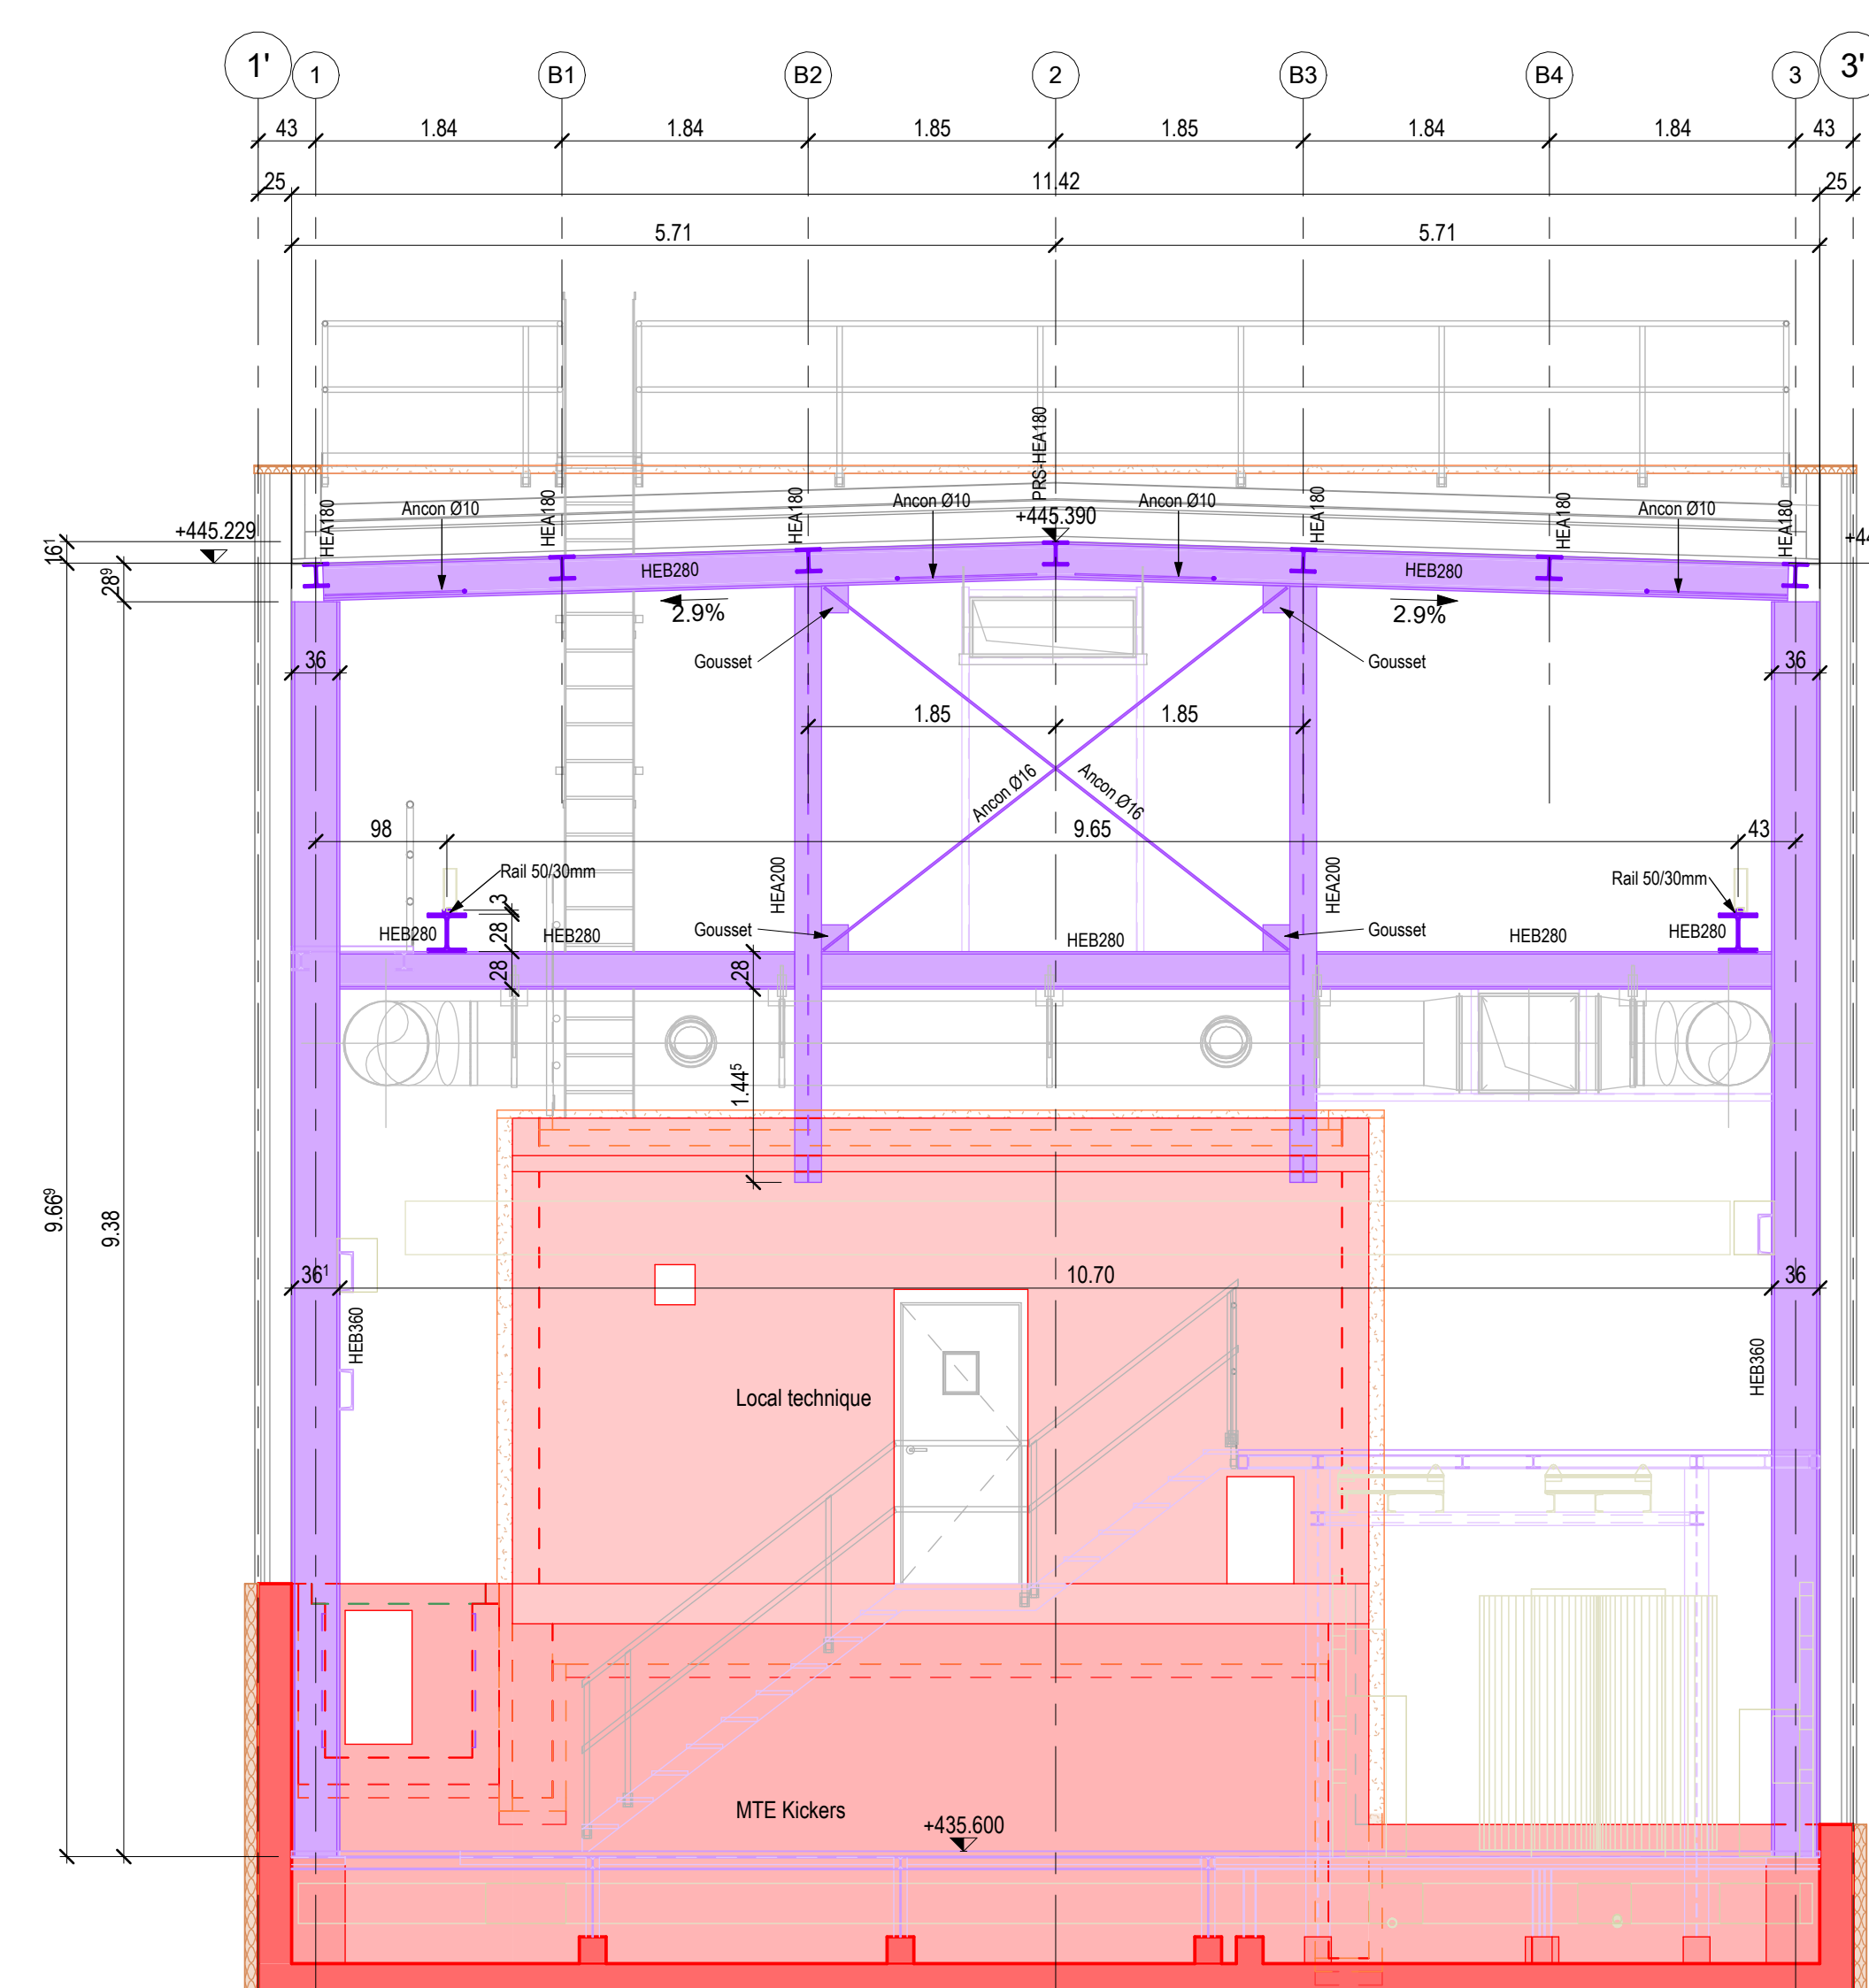 1' 1 B1 B2 2 B3 B4 3 3'
43 1.84 1.84 1.85 1.85 1.84 1.84 43
25 11.42 25
5.71 5.71
PRS-HEA180
HEA180 HEA180 HEA180 HEA180 HEA180 HEA180
Ancon Ø10 Ancon Ø10 Ancon Ø10 Ancon Ø10
+445.229 +445.390
16¹
28⁹
HEB280 HEB280
2.9% 2.9%
Gousset Gousset
36 36
1.85 1.85
Ancon Ø16 Ancon Ø16
98 9.65 43
Rail 50/30mm Rail 50/30mm
HEA200 HEA200
3
28
HEB280 HEB280 HEB280 HEB280 HEB280
Gousset Gousset
28 28
1.44⁵
9.66⁹
9.38
36¹ 10.70 36
HEB360 HEB360
Local technique
MTE Kickers
+435.600